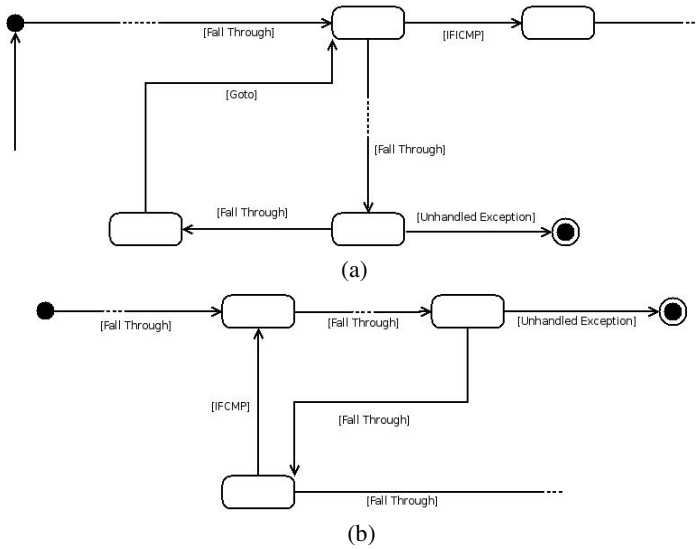 [Fall Through]
[IFICMP]
[Goto]
[Fall Through]
[Fall Through]
[Unhandled Exception]
(a)
[Fall Through]
[Fall Through]
[Unhandled Exception]
[IFCMP]
[Fall Through]
[Fall Through]
(b)